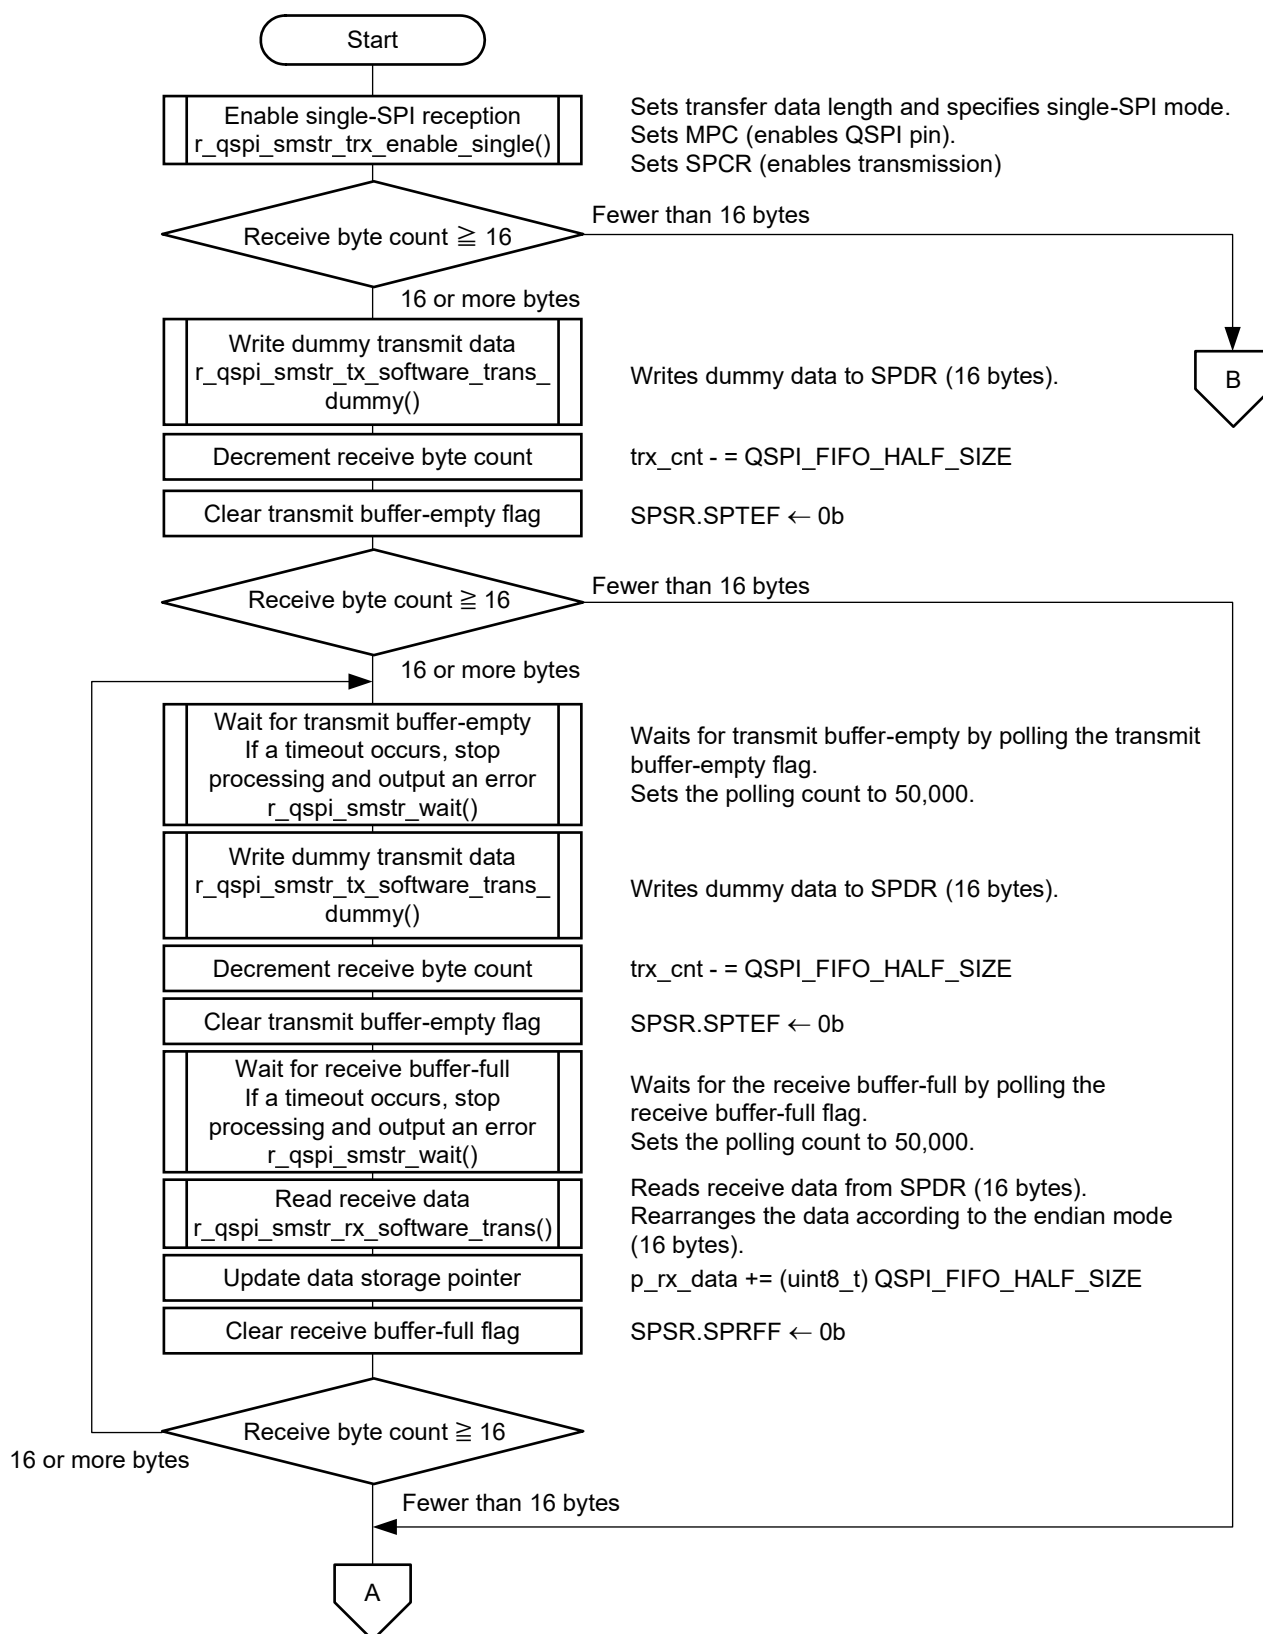 Start
Enable single-SPI reception
r_qspi_smstr_trx_enable_single()
Sets transfer data length and specifies single-SPI mode.
Sets MPC (enables QSPI pin).
Sets SPCR (enables transmission)
Fewer than 16 bytes
Receive byte count ≧ 16
16 or more bytes
Write dummy transmit data
r_qspi_smstr_tx_software_trans_
dummy()
Writes dummy data to SPDR (16 bytes).
B
Decrement receive byte count
trx_cnt - = QSPI_FIFO_HALF_SIZE
Clear transmit buffer-empty flag
SPSR.SPTEF ← 0b
Fewer than 16 bytes
Receive byte count ≧ 16
16 or more bytes
Wait for transmit buffer-empty
If a timeout occurs, stop
processing and output an error
r_qspi_smstr_wait()
Waits for transmit buffer-empty by polling the transmit
buffer-empty flag.
Sets the polling count to 50,000.
Write dummy transmit data
r_qspi_smstr_tx_software_trans_
dummy()
Writes dummy data to SPDR (16 bytes).
Decrement receive byte count
trx_cnt - = QSPI_FIFO_HALF_SIZE
Clear transmit buffer-empty flag
SPSR.SPTEF ← 0b
Wait for receive buffer-full
If a timeout occurs, stop
processing and output an error
r_qspi_smstr_wait()
Waits for the receive buffer-full by polling the
receive buffer-full flag.
Sets the polling count to 50,000.
Read receive data
r_qspi_smstr_rx_software_trans()
Reads receive data from SPDR (16 bytes).
Rearranges the data according to the endian mode
(16 bytes).
Update data storage pointer
p_rx_data += (uint8_t) QSPI_FIFO_HALF_SIZE
Clear receive buffer-full flag
SPSR.SPRFF ← 0b
Receive byte count ≧ 16
16 or more bytes
Fewer than 16 bytes
A